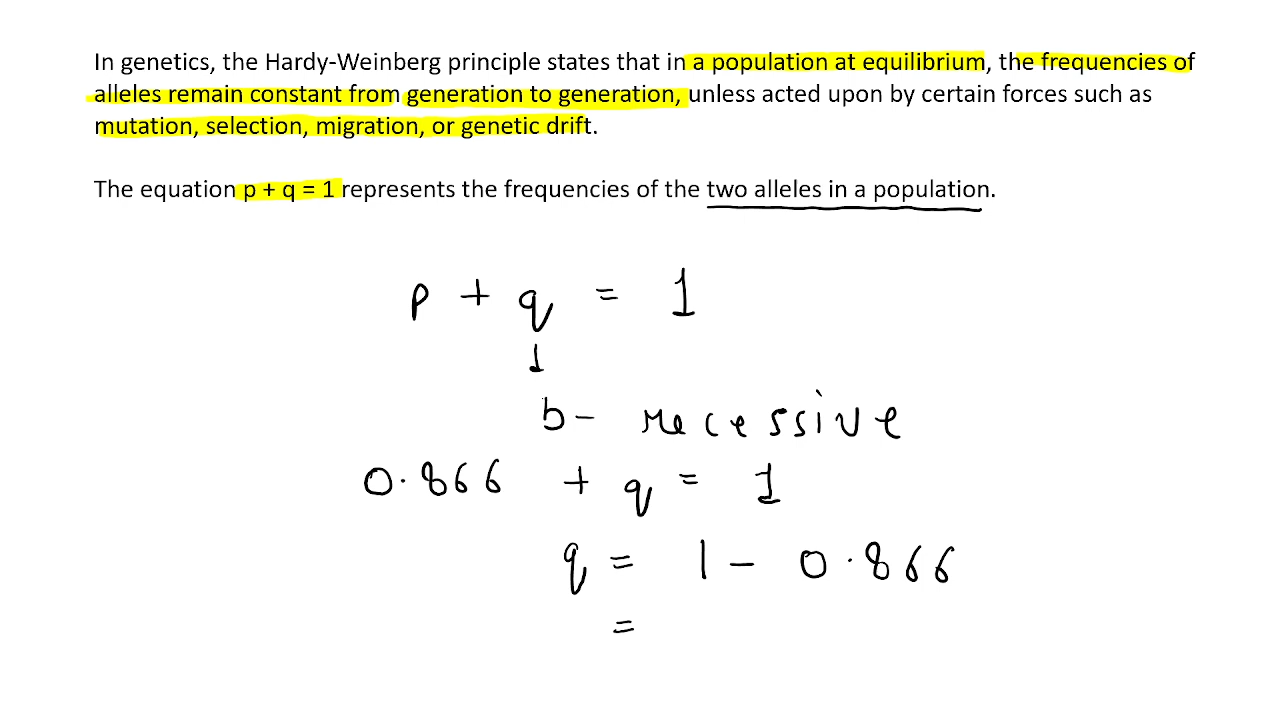 In genetics, the Hardy-Weinberg principle states that in a population at equilibrium, the frequencies of
alleles remain constant from generation to generation, unless acted upon by certain forces such as
mutation, selection, migration, or genetic drift.
The equation p + q = 1 represents the frequencies of the two alleles in a population.
p + q = 1
↓
b - recessive
0.866 + q = 1
q = 1 - 0.866
=